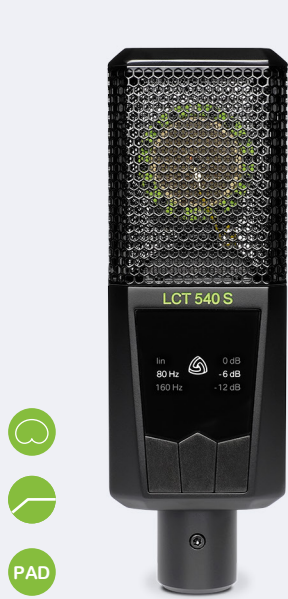 LCT 540 S
lin 0 dB
80 Hz -6 dB
160 Hz -12 dB
PAD